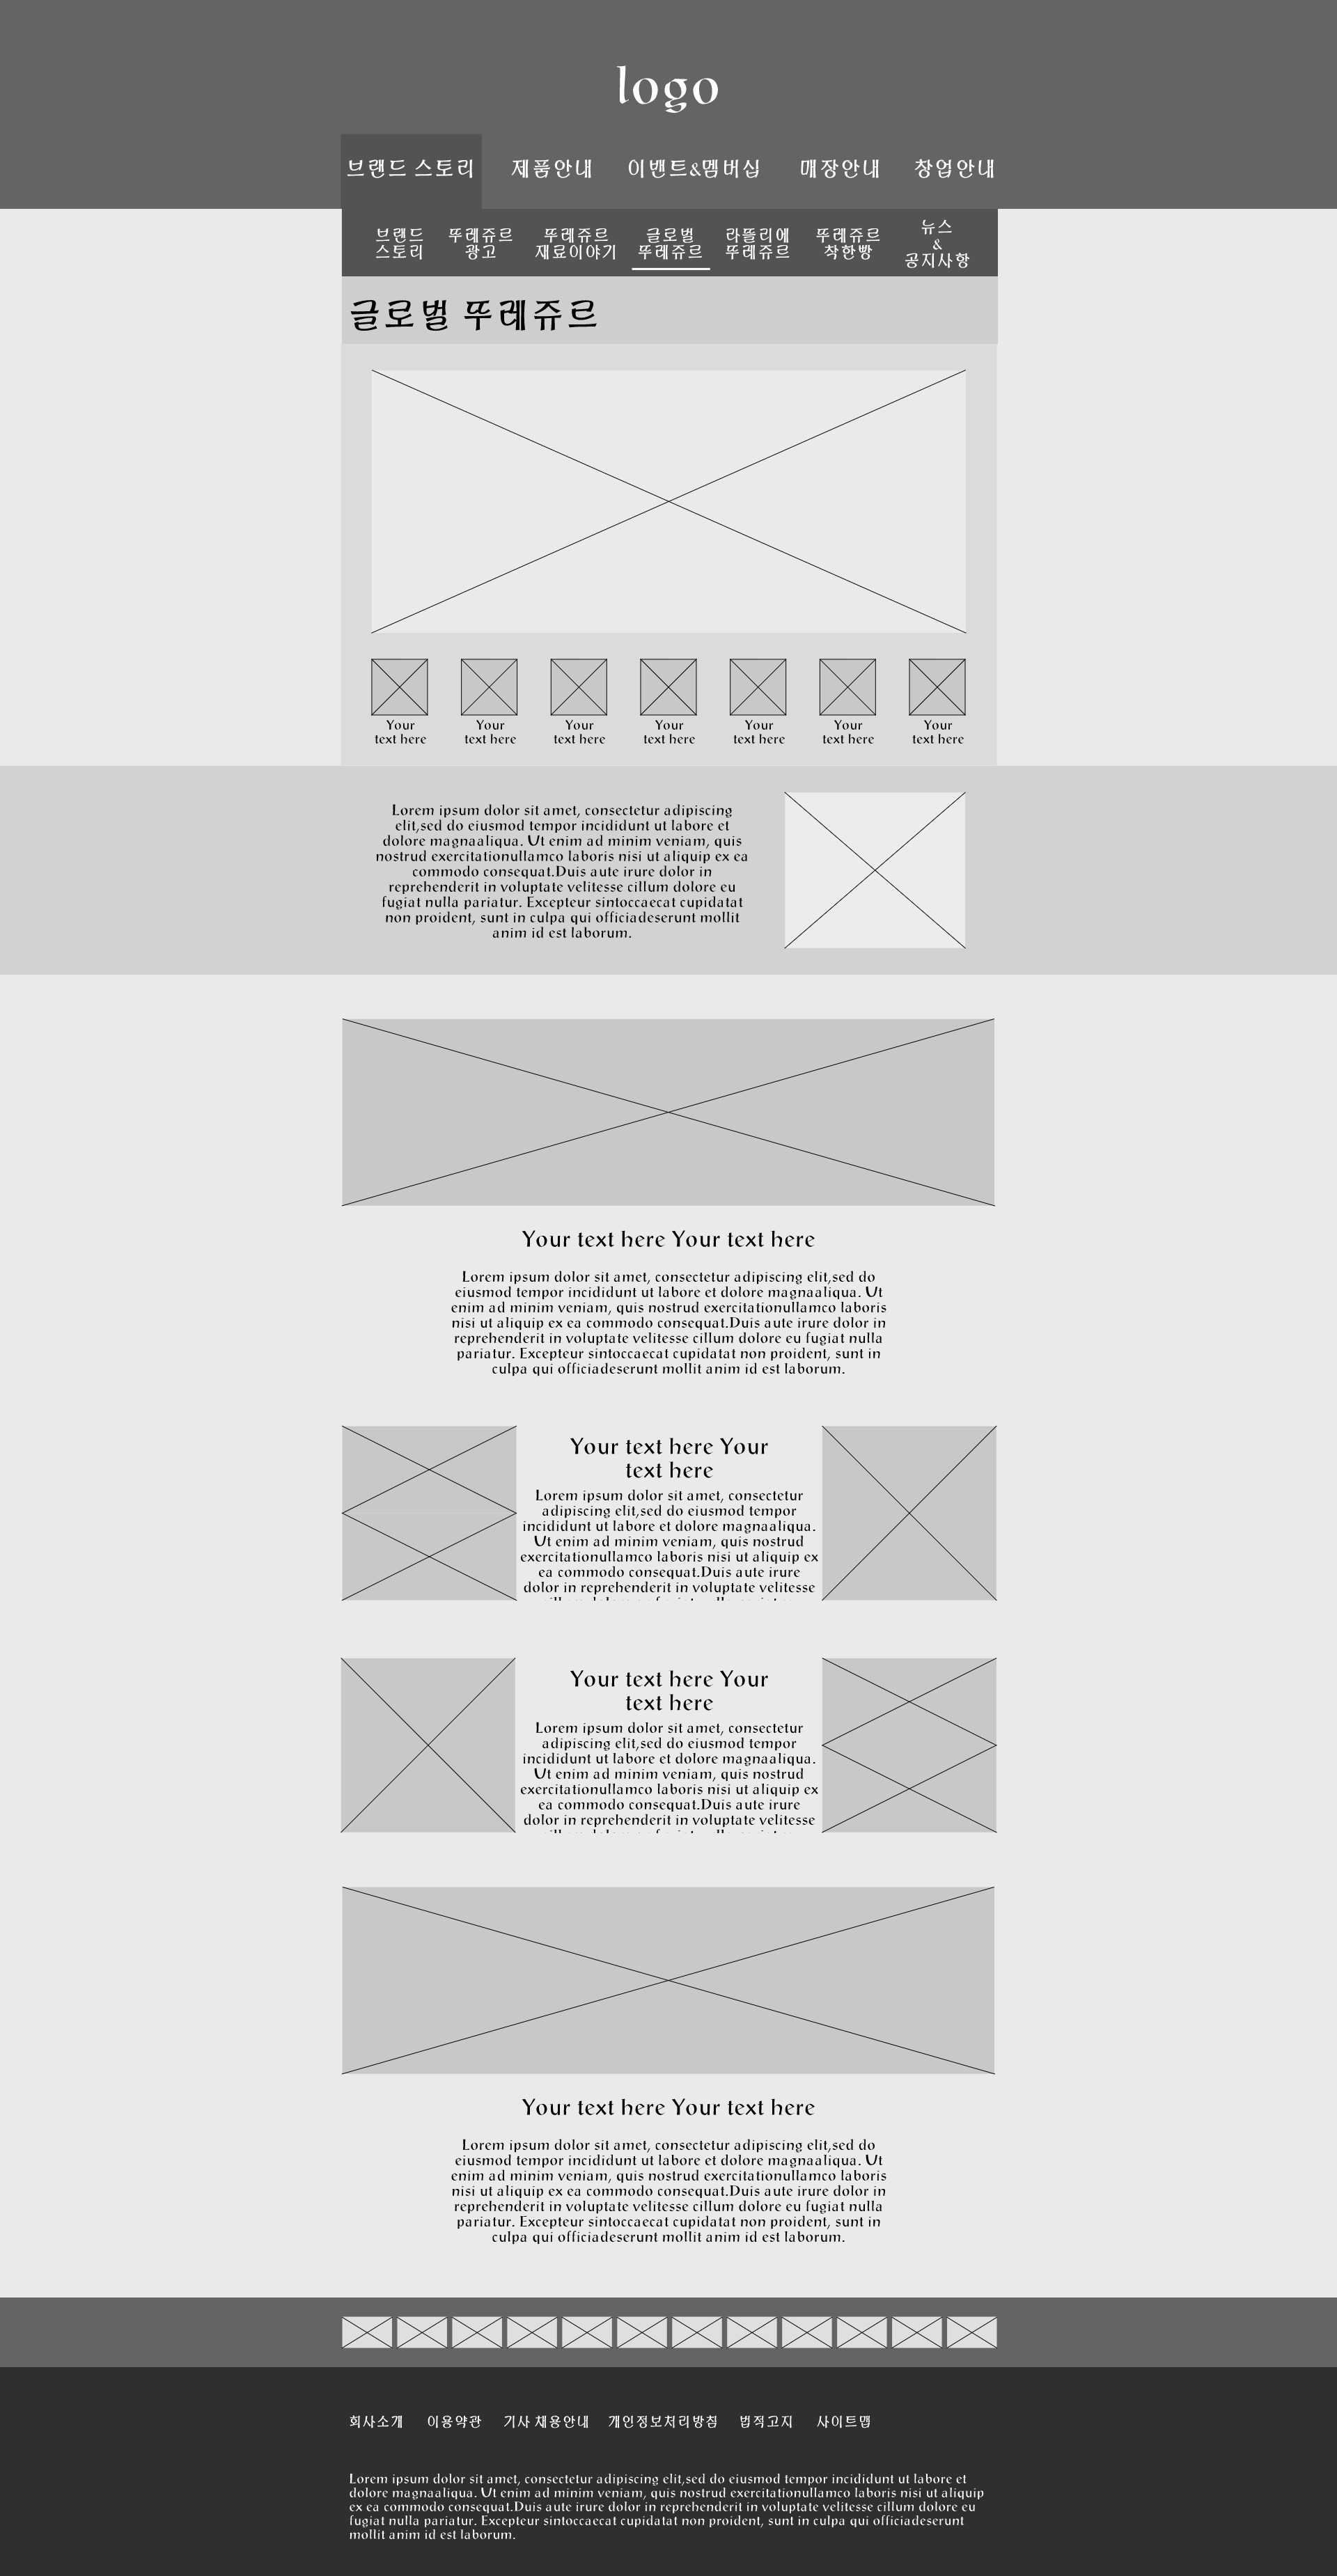 logo
브랜드 스토리 제품안내 이벤트&멤버십 매장안내 창업안내
브랜드
스토리
뚜레쥬르
광고
뚜레쥬르
재료이야기
글로벌
뚜레쥬르
라뜰리에
뚜레쥬르
뚜레쥬르
착한빵
뉴스
&
공지사항
글로벌 뚜레쥬르
Your
text here
Your
text here
Your
text here
Your
text here
Your
text here
Your
text here
Your
text here
Lorem ipsum dolor sit amet, consectetur adipiscing
elit,sed do eiusmod tempor incididunt ut labore et
dolore magnaaliqua. Ut enim ad minim veniam, quis
nostrud exercitationullamco laboris nisi ut aliquip ex ea
commodo consequat.Duis aute irure dolor in
reprehenderit in voluptate velitesse cillum dolore eu
fugiat nulla pariatur. Excepteur sintoccaecat cupidatat
non proident, sunt in culpa qui officiadeserunt mollit
anim id est laborum.
Your text here Your text here
Lorem ipsum dolor sit amet, consectetur adipiscing elit,sed do
eiusmod tempor incididunt ut labore et dolore magnaaliqua. Ut
enim ad minim veniam, quis nostrud exercitationullamco laboris
nisi ut aliquip ex ea commodo consequat.Duis aute irure dolor in
reprehenderit in voluptate velitesse cillum dolore eu fugiat nulla
pariatur. Excepteur sintoccaecat cupidatat non proident, sunt in
culpa qui officiadeserunt mollit anim id est laborum.
Your text here Your
text here
Lorem ipsum dolor sit amet, consectetur
adipiscing elit,sed do eiusmod tempor
incididunt ut labore et dolore magnaaliqua.
Ut enim ad minim veniam, quis nostrud
exercitationullamco laboris nisi ut aliquip ex
ea commodo consequat.Duis aute irure
dolor in reprehenderit in voluptate velitesse
Your text here Your
text here
Lorem ipsum dolor sit amet, consectetur
adipiscing elit,sed do eiusmod tempor
incididunt ut labore et dolore magnaaliqua.
Ut enim ad minim veniam, quis nostrud
exercitationullamco laboris nisi ut aliquip ex
ea commodo consequat.Duis aute irure
dolor in reprehenderit in voluptate velitesse
Your text here Your text here
Lorem ipsum dolor sit amet, consectetur adipiscing elit,sed do
eiusmod tempor incididunt ut labore et dolore magnaaliqua. Ut
enim ad minim veniam, quis nostrud exercitationullamco laboris
nisi ut aliquip ex ea commodo consequat.Duis aute irure dolor in
reprehenderit in voluptate velitesse cillum dolore eu fugiat nulla
pariatur. Excepteur sintoccaecat cupidatat non proident, sunt in
culpa qui officiadeserunt mollit anim id est laborum.
회사소개 이용약관 기사 채용안내 개인정보처리방침 법적고지 사이트맵
Lorem ipsum dolor sit amet, consectetur adipiscing elit,sed do eiusmod tempor incididunt ut labore et
dolore magnaaliqua. Ut enim ad minim veniam, quis nostrud exercitationullamco laboris nisi ut aliquip
ex ea commodo consequat.Duis aute irure dolor in reprehenderit in voluptate velitesse cillum dolore eu
fugiat nulla pariatur. Excepteur sintoccaecat cupidatat non proident, sunt in culpa qui officiadeserunt
mollit anim id est laborum.